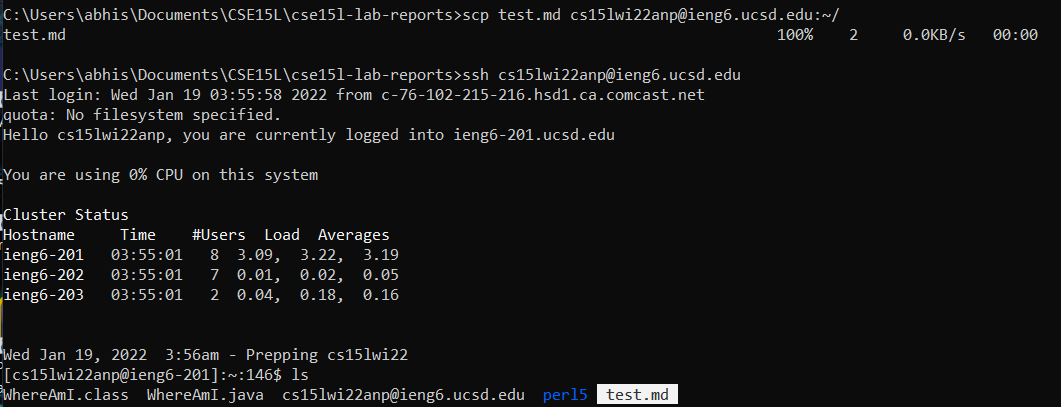 C:\Users\abhis\Documents\CSE15L\cse15l-lab-reports>scp test.md cs15lwi22anp@ieng6.ucsd.edu:~/
test.md 100% 2 0.0KB/s 00:00
C:\Users\abhis\Documents\CSE15L\cse15l-lab-reports>ssh cs15lwi22anp@ieng6.ucsd.edu
Last login: Wed Jan 19 03:55:58 2022 from c-76-102-215-216.hsd1.ca.comcast.net
quota: No filesystem specified.
Hello cs15lwi22anp, you are currently logged into ieng6-201.ucsd.edu
You are using 0% CPU on this system
Cluster Status
Hostname Time #Users Load Averages
ieng6-201 03:55:01 8 3.09, 3.22, 3.19
ieng6-202 03:55:01 7 0.01, 0.02, 0.05
ieng6-203 03:55:01 2 0.04, 0.18, 0.16
Wed Jan 19, 2022 3:56am - Prepping cs15lwi22
[cs15lwi22anp@ieng6-201]:~:146$ ls
WhereAmI.class WhereAmI.java cs15lwi22anp@ieng6.ucsd.edu perl5 test.md